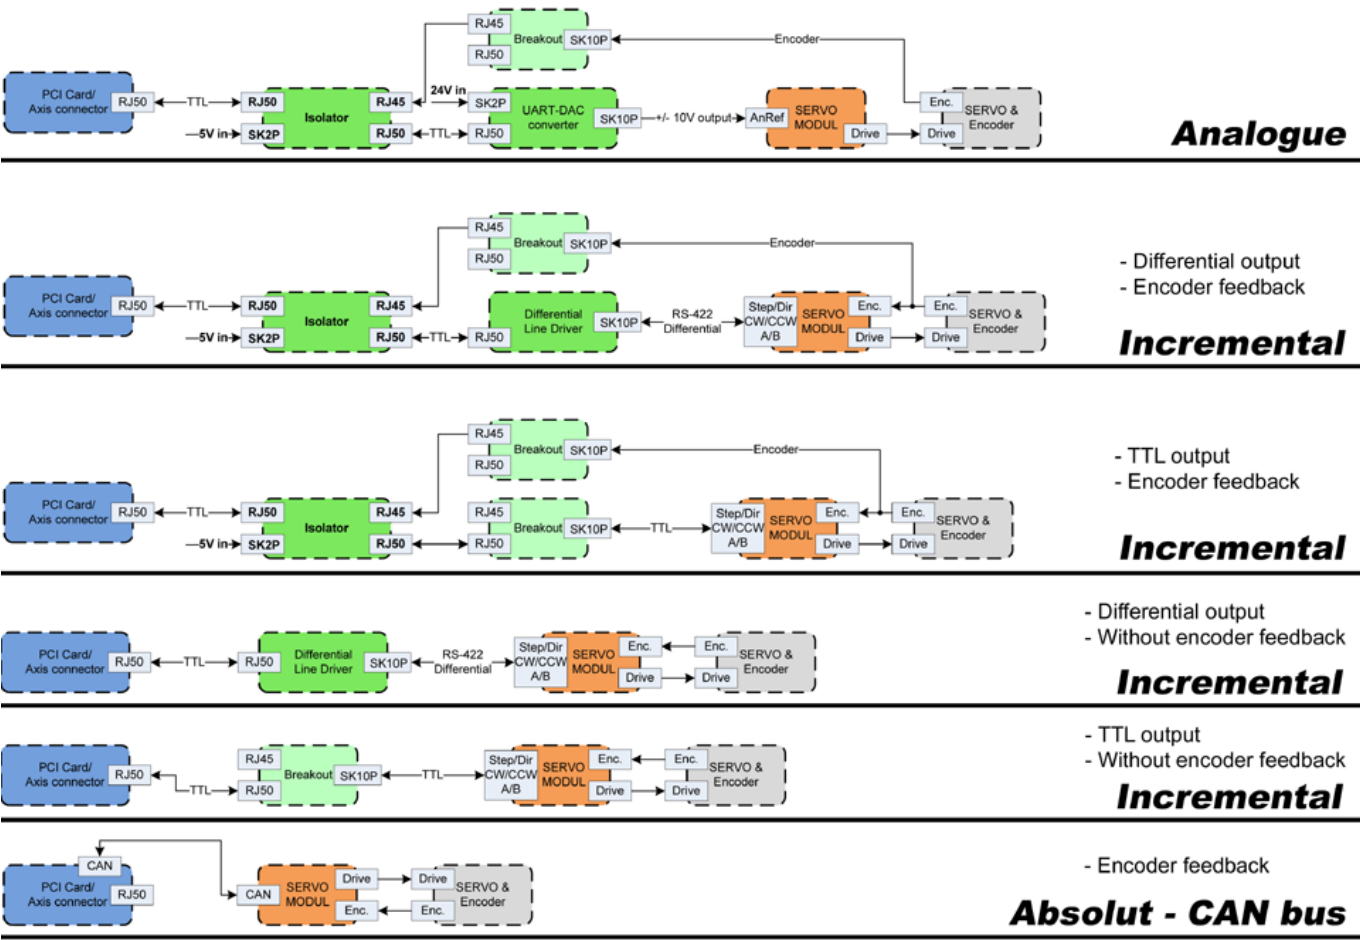 RJ45
Breakout
SK10P
Encoder
RJ50
24V in
PCI Card/
Axis connector
RJ50
TTL
RJ50
Isolator
RJ45
SK2P
UART-DAC
converter
SK10P
+/- 10V output
AnRef
SERVO
MODUL
Enc.
SERVO &
Encoder
5V in
SK2P
RJ50
TTL
RJ50
Drive
Drive
Analogue
RJ45
Breakout
SK10P
Encoder
RJ50
- Differential output
- Encoder feedback
PCI Card/
Axis connector
RJ50
TTL
RJ50
Isolator
RJ45
Differential
Line Driver
SK10P
RS-422
Differential
Step/Dir
CW/CCW
A/B
SERVO
MODUL
Enc.
Enc.
SERVO &
Encoder
5V in
SK2P
RJ50
TTL
RJ50
Drive
Drive
Incremental
RJ45
Breakout
SK10P
Encoder
RJ50
- TTL output
- Encoder feedback
PCI Card/
Axis connector
RJ50
TTL
RJ50
Isolator
RJ45
RJ45
Breakout
SK10P
TTL
Step/Dir
CW/CCW
A/B
SERVO
MODUL
Enc.
Enc.
SERVO &
Encoder
5V in
SK2P
RJ50
RJ50
Drive
Drive
Incremental
- Differential output
- Without encoder feedback
PCI Card/
Axis connector
RJ50
TTL
RJ50
Differential
Line Driver
SK10P
RS-422
Differential
Step/Dir
CW/CCW
A/B
SERVO
MODUL
Enc.
Drive
Enc.
Drive
SERVO &
Encoder
Incremental
- TTL output
- Without encoder feedback
PCI Card/
Axis connector
RJ50
TTL
RJ45
RJ50
Breakout
SK10P
TTL
Step/Dir
CW/CCW
A/B
SERVO
MODUL
Enc.
Drive
Enc.
Drive
SERVO &
Encoder
Incremental
CAN
PCI Card/
Axis connector
RJ50
CAN
SERVO
MODUL
Drive
Enc.
Drive
Enc.
SERVO &
Encoder
- Encoder feedback
Absolut - CAN bus